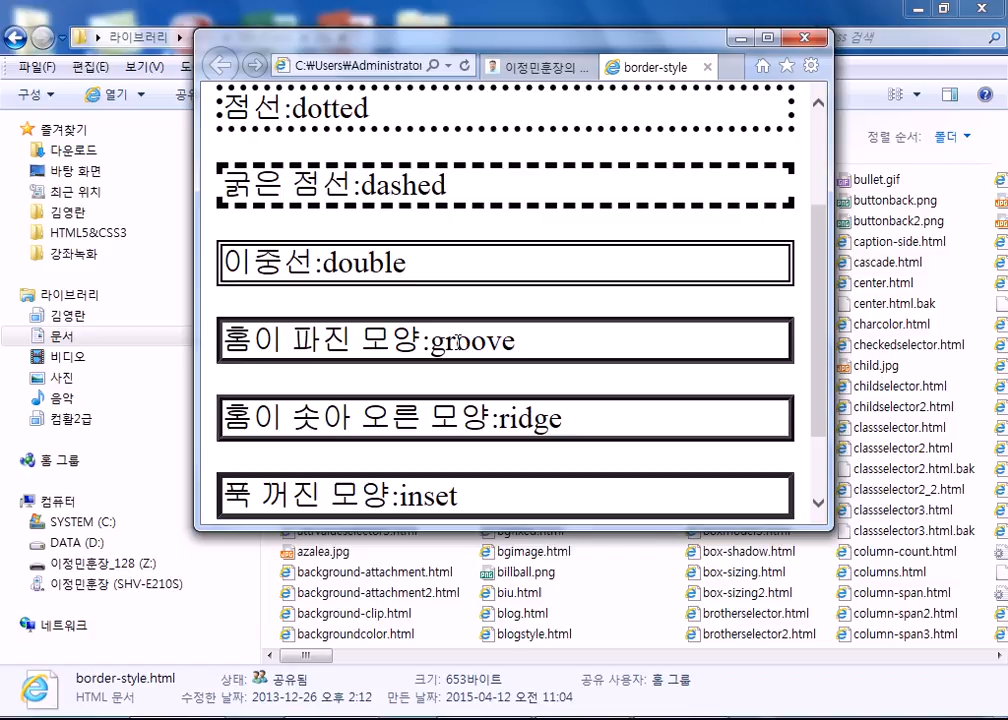 라이브러리
검색
C:₩Users₩Administrator
이정민훈장의 ...
border-style
파일(F) 편집(E) 보기(V)
구성 열기
정렬 순서: 폴더
점선:dotted
굵은 점선:dashed
이중선:double
홈이 파진 모양:groove
홈이 솟아 오른 모양:ridge
푹 꺼진 모양:inset
즐겨찾기
다운로드
바탕 화면
최근 위치
김영란
HTML5&CSS3
강좌녹화
라이브러리
김영란
문서
비디오
사진
음악
컴활2급
홈 그룹
컴퓨터
SYSTEM (C:)
DATA (D:)
이정민훈장_128 (Z:)
이정민훈장 (SHV-E210S)
네트워크
azalea.jpg
background-attachment.html
background-attachment2.html
background-clip.html
backgroundcolor.html
bgimage.html
billball.png
biu.html
blog.html
blogstyle.html
box-shadow.html
box-sizing.html
box-sizing2.html
brotherselector.html
brotherselector2.html
bullet.gif
buttonback.png
buttonback2.png
caption-side.html
cascade.html
center.html
center.html.bak
charcolor.html
checkedselector.html
child.jpg
childselector.html
childselector2.html
classselector.html
classselector2.html
classselector2.html.bak
classselector2_2.html
classselector3.html
classselector3.html.bak
column-count.html
columns.html
column-span.html
column-span2.html
column-span3.html
border-style.html 상태: 공유됨 크기: 653바이트 공유 사용자: 홈 그룹
HTML 문서 수정한 날짜: 2013-12-26 오후 2:12 만든 날짜: 2015-04-12 오전 11:04